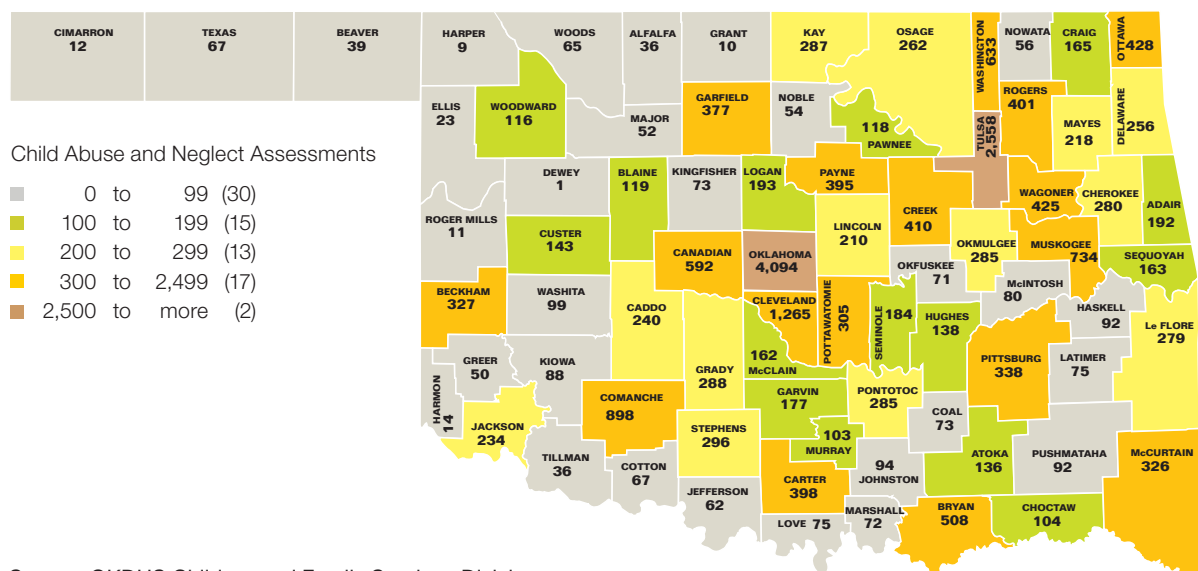 CIMARRON
12
TEXAS
67
BEAVER
39
HARPER
9
WOODS
65
ALFALFA
36
GRANT
10
KAY
287
OSAGE
262
WASHINGTON
633
NOWATA
56
CRAIG
165
OTTAWA
428
ELLIS
23
WOODWARD
116
MAJOR
52
GARFIELD
377
NOBLE
54
118
PAWNEE
TULSA
2,558
ROGERS
401
MAYES
218
DELAWARE
256
Child Abuse and Neglect Assessments
0 to 99 (30)
100 to 199 (15)
200 to 299 (13)
300 to 2,499 (17)
2,500 to more (2)
DEWEY
1
BLAINE
119
KINGFISHER
73
LOGAN
193
PAYNE
395
CREEK
410
WAGONER
425
CHEROKEE
280
ADAIR
192
ROGER MILLS
11
CUSTER
143
CANADIAN
592
OKLAHOMA
4,094
LINCOLN
210
OKFUSKEE
71
OKMULGEE
285
MUSKOGEE
734
SEQUOYAH
163
BECKHAM
327
WASHITA
99
CADDO
240
CLEVELAND
1,265
POTTAWATOMIE
305
SEMINOLE
184
HUGHES
138
McINTOSH
80
HASKELL
92
Le FLORE
279
GREER
50
KIOWA
88
GRADY
288
162
McCLAIN
PITTSBURG
338
LATIMER
75
HARMON
14
JACKSON
234
COMANCHE
898
GARVIN
177
PONTOTOC
285
COAL
73
STEPHENS
296
103
MURRAY
TILLMAN
36
COTTON
67
94
JOHNSTON
ATOKA
136
PUSHMATAHA
92
McCURTAIN
326
JEFFERSON
62
CARTER
398
LOVE 75
MARSHALL
72
BRYAN
508
CHOCTAW
104